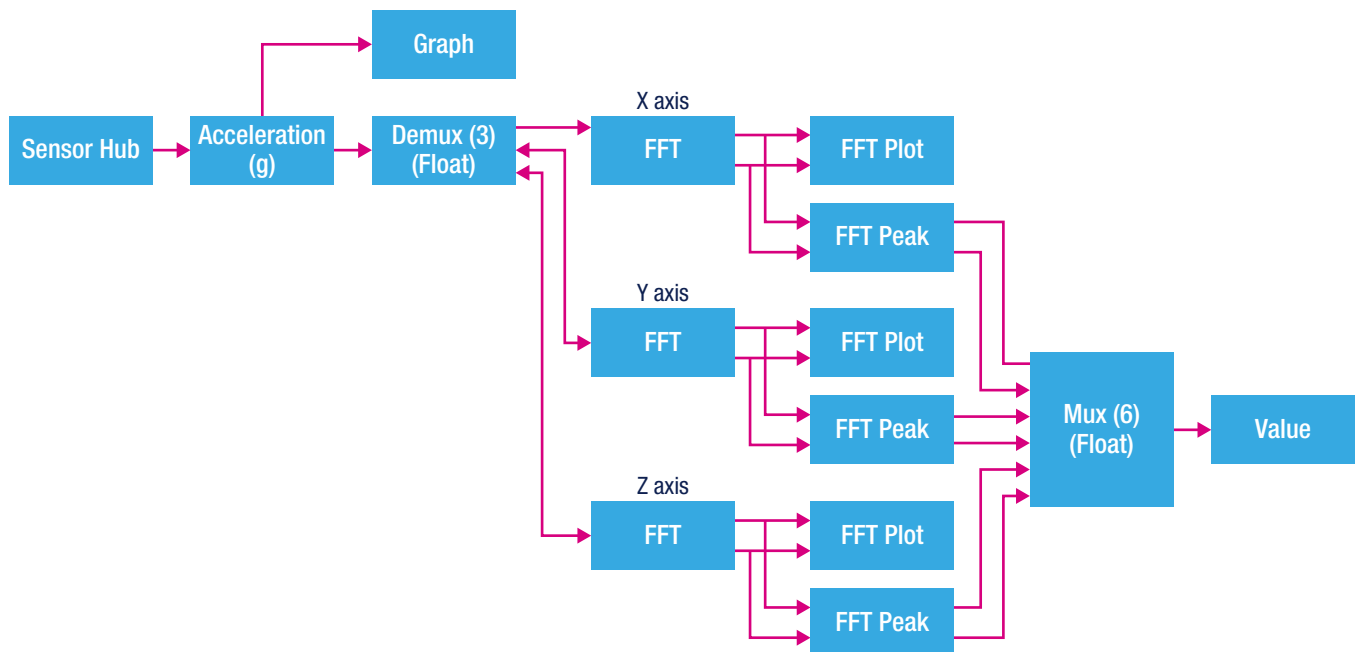 Graph
Sensor Hub
Acceleration
(g)
Demux (3)
(Float)
X axis
FFT
FFT Plot
FFT Peak
Y axis
FFT
FFT Plot
FFT Peak
Z axis
FFT
FFT Plot
FFT Peak
Mux (6)
(Float)
Value